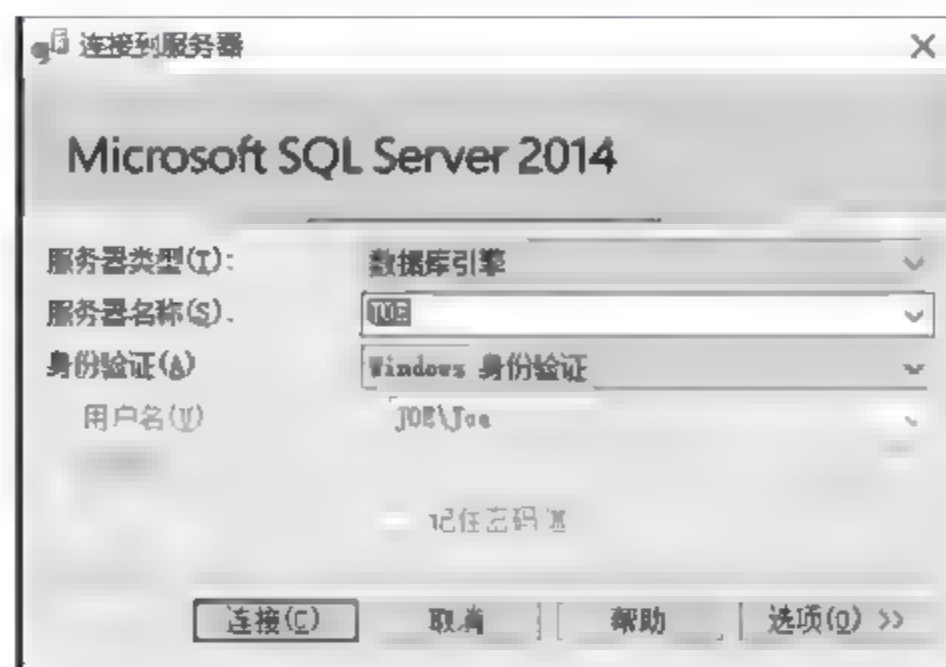 连接到服务器
Microsoft SQL Server 2014
服务器类型(T): 数据库引擎
服务器名称(S). JOE
身份验证(A) Windows 身份验证
用户名(U) JOE\Joe
记住密码
连接(C) 取消 帮助 选项(O) >>